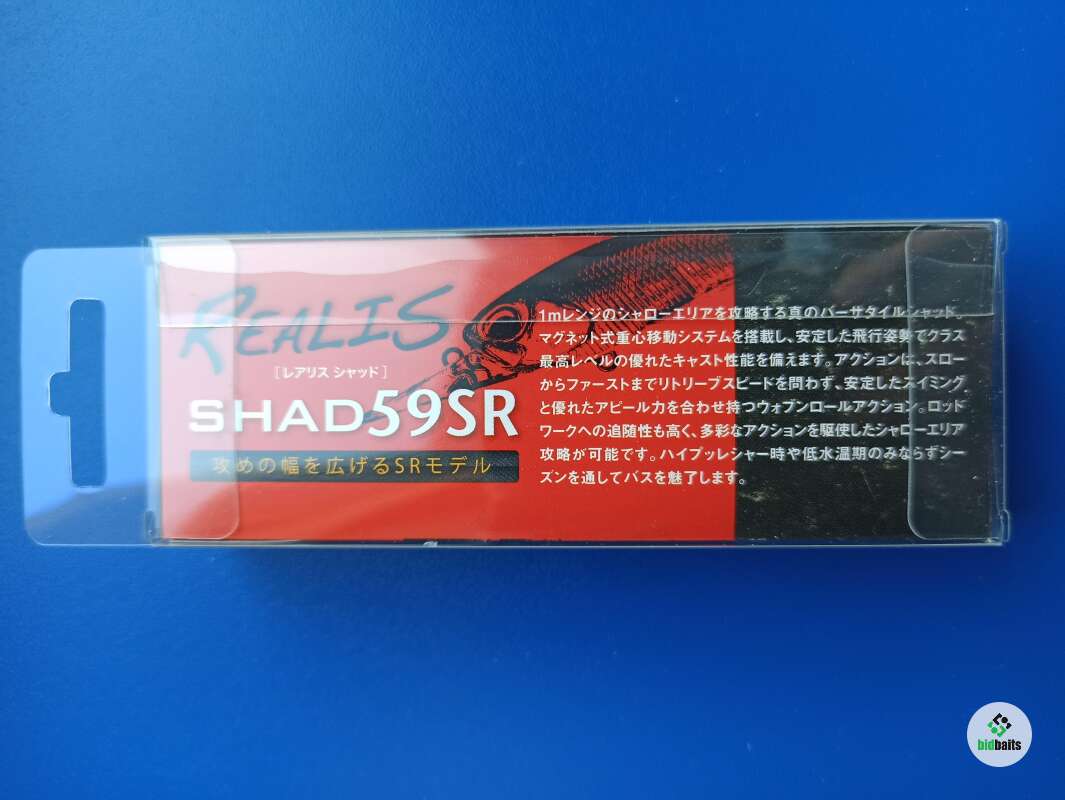 REALIS
[レアリス シャッド]
SHAD59SR
攻めの幅を広げるSRモデル
1mレンジのシャローエリアを攻略する真のバーサタイルシャッド。
マグネット式重心移動システムを搭載し、安定した飛行姿勢でクラス
最高レベルの優れたキャスト性能を備えます。アクションは、スロー
からファーストまでリトリーブスピードを問わず、安定したスイミング
と優れたアピール力を合わせ持つウォブンロールアクション。ロッド
ワークへの追随性も高く、多彩なアクションを駆使したシャローエリア
攻略が可能です。ハイプッレシャー時や低水温期のみならずシー
ズンを通してバスを魅了します。
bidbaits